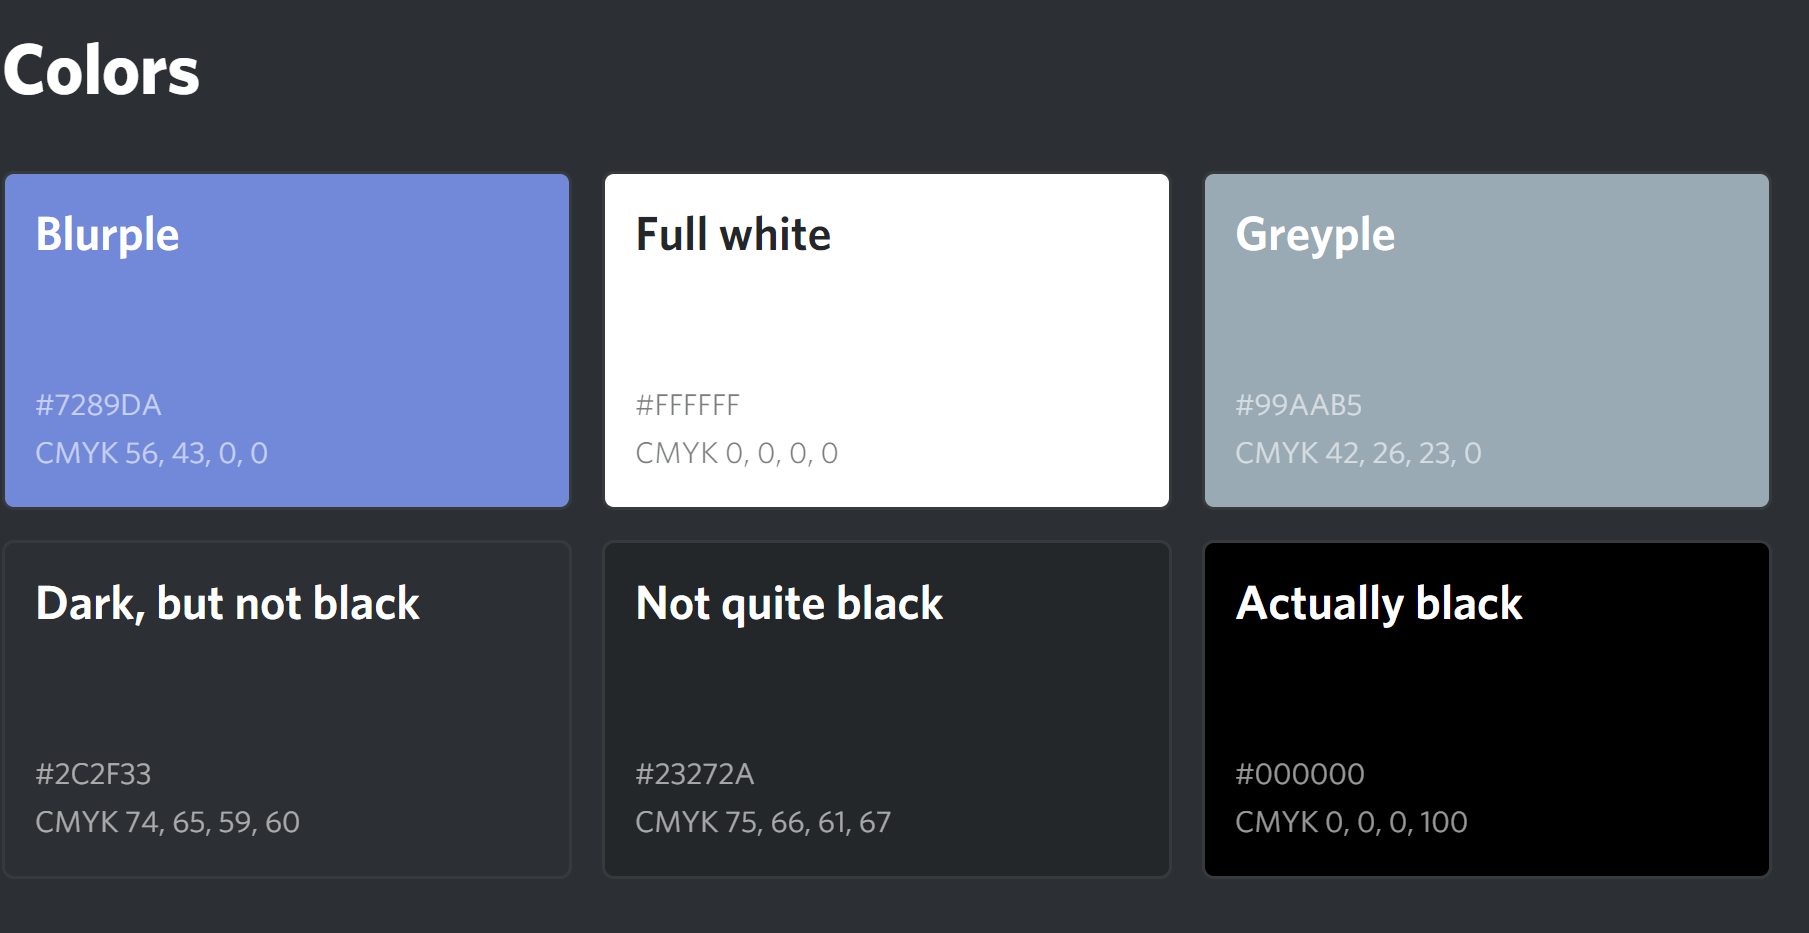 Colors
Blurple
#7289DA
CMYK 56, 43, 0, 0
Full white
#FFFFFF
CMYK 0, 0, 0, 0
Greyple
#99AAB5
CMYK 42, 26, 23, 0
Dark, but not black
#2C2F33
CMYK 74, 65, 59, 60
Not quite black
#23272A
CMYK 75, 66, 61, 67
Actually black
#000000
CMYK 0, 0, 0, 100